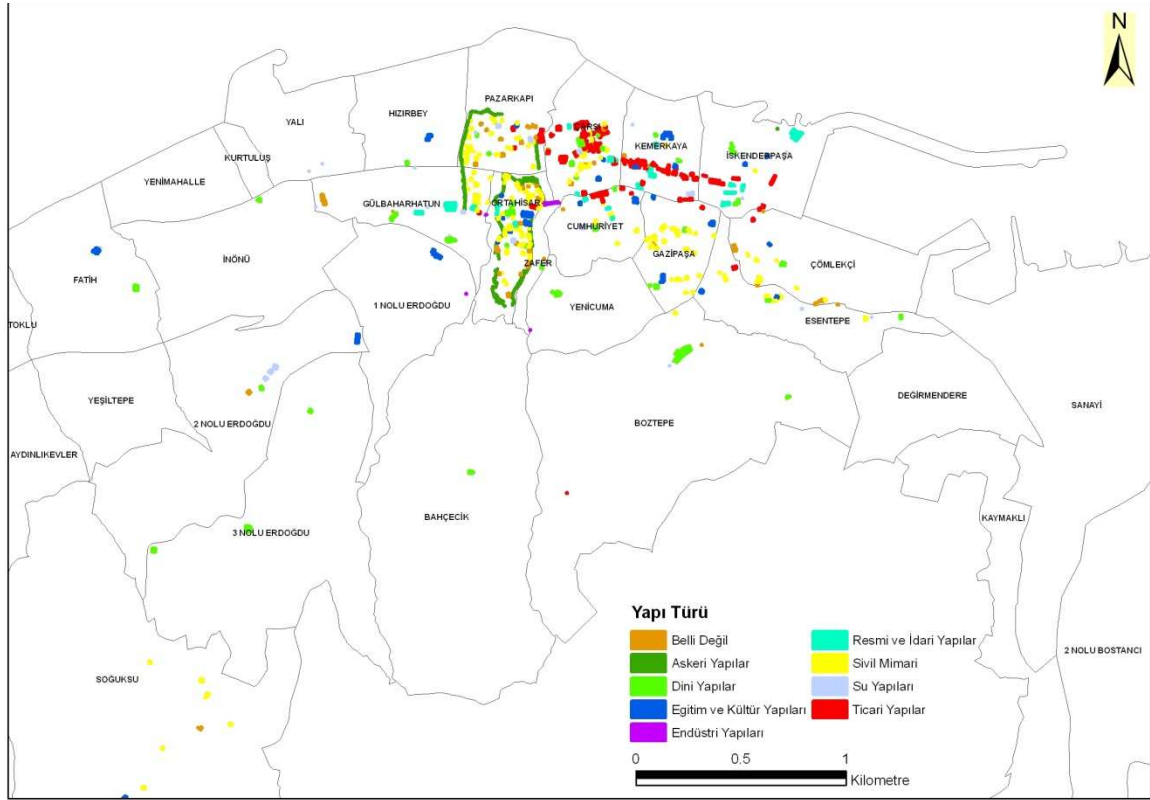 N
PAZARKAPI
HIZIRBEY
YALI
ÇARŞI
KEMERKAYA
İSKENDERPAŞA
KURTULUŞ
YENİMAHALLE
GÜLBAHARHATUN
ORTAHİSAR
CUMHURİYET
GAZİPAŞA
ZAFER
ÇÖMLEKÇİ
İNÖNÜ
FATİH
1 NOLU ERDOĞDU
YENİCUMA
ESENTEPE
TOKLU
YEŞİLTEPE
DEĞİRMENDERE
SANAYİ
2 NOLU ERDOĞDU
BOZTEPE
AYDINLIKEVLER
BAHÇECİK
KAYMAKLI
3 NOLU ERDOĞDU
2 NOLU BOSTANCI
SOĞUKSU
Yapı Türü
Belli Değil
Askeri Yapılar
Dini Yapılar
Egitim ve Kültür Yapıları
Endüstri Yapıları
Resmi ve İdari Yapılar
Sivil Mimari
Su Yapıları
Ticari Yapılar
0 0.5 1
Kilometre